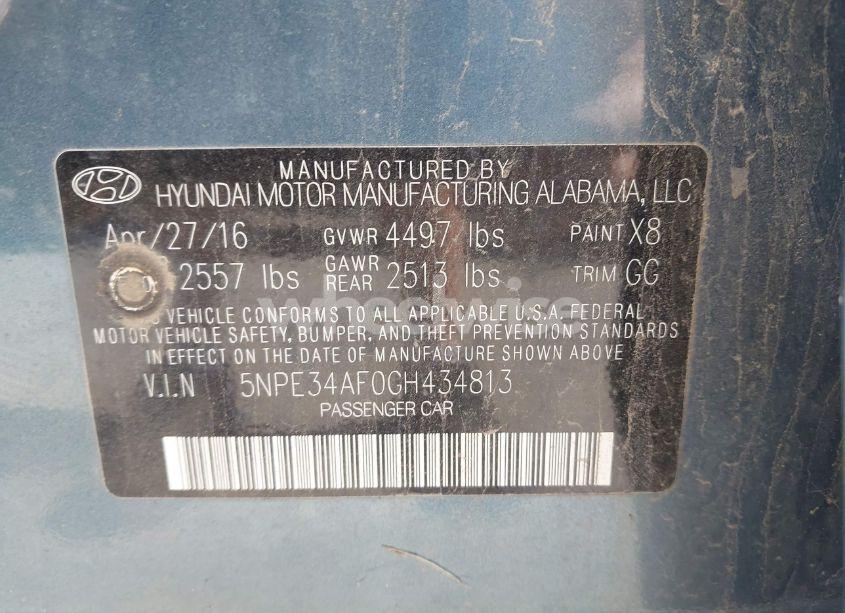 MANUFACTURED BY
HYUNDAI MOTOR MANUFACTURING ALABAMA, LLC
Apr/27/16 GVWR 4497 lbs PAINT X8
2557 lbs GAWR REAR 2513 lbs TRIM GG
VEHICLE CONFORMS TO ALL APPLICABLE U.S.A. FEDERAL
MOTOR VEHICLE SAFETY, BUMPER, AND THEFT PREVENTION STANDARDS
IN EFFECT ON THE DATE OF MANUFACTURE SHOWN ABOVE
V.I.N 5NPE34AF0GH434813
PASSENGER CAR